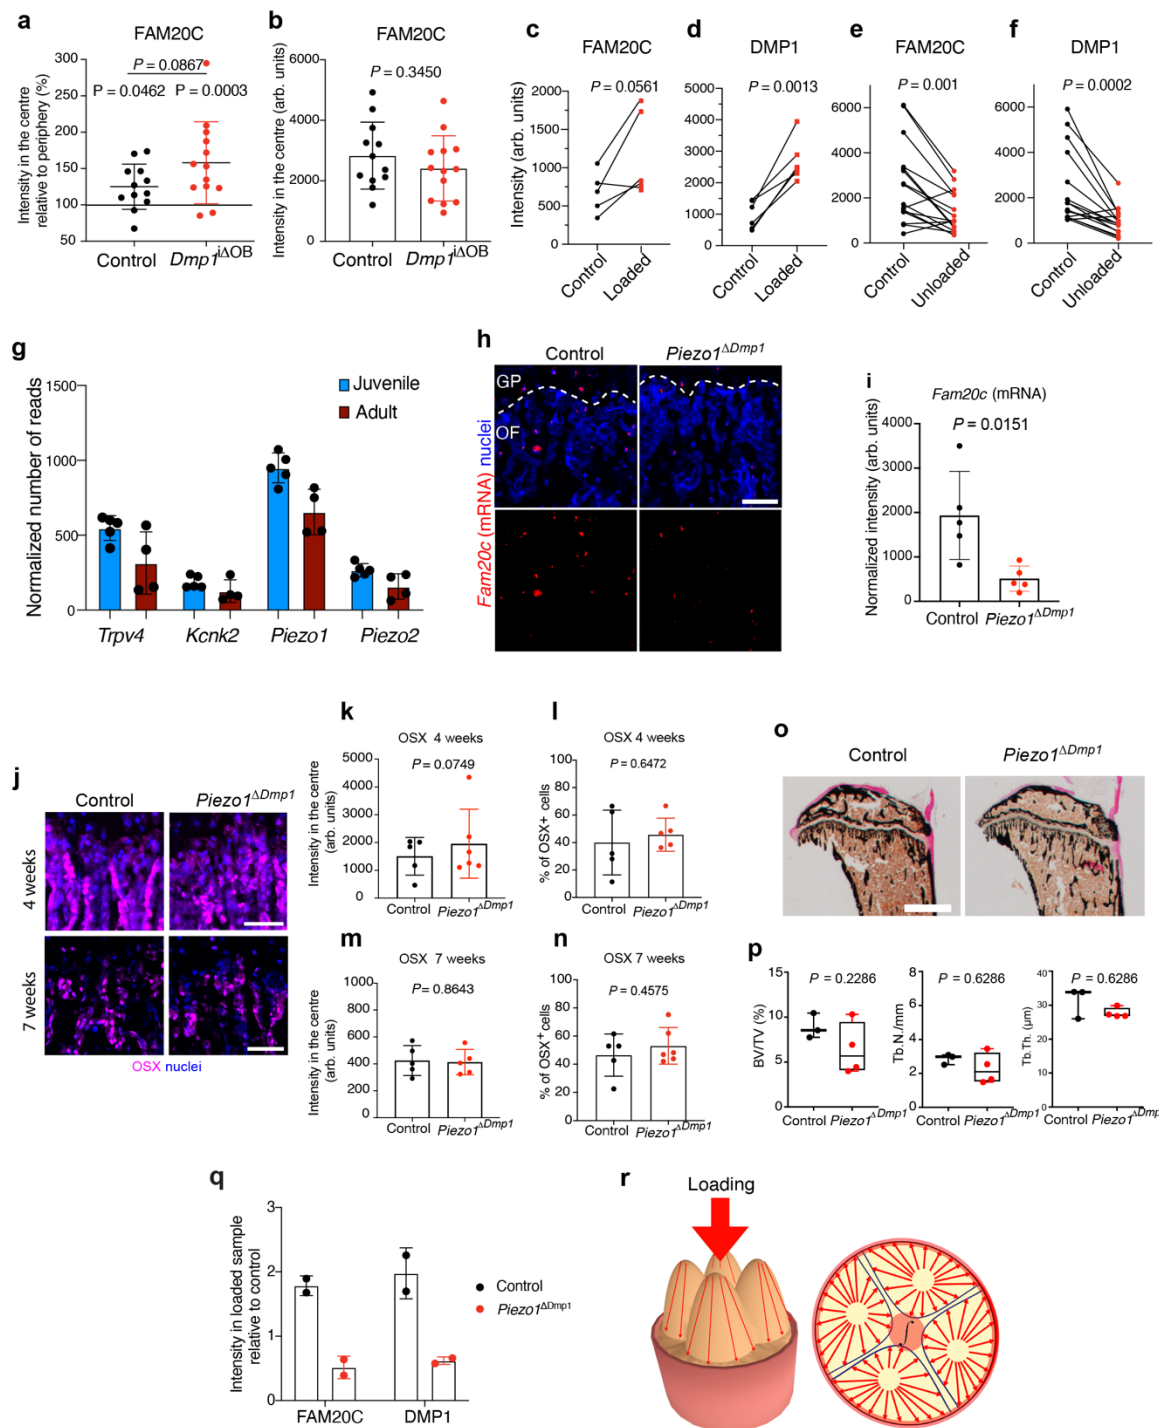 a
FAM20C
P = 0.0867
P = 0.0462 P = 0.0003
Intensity in the centre
relative to periphery (%)
300
250
200
150
100
50
Control Dmp1iΔOB
b
FAM20C
P = 0.3450
Intensity in the centre (arb. units)
6000
4000
2000
0
Control Dmp1iΔOB
c
FAM20C
P = 0.0561
Intensity (arb. units)
2000
1500
1000
500
0
Control
Loaded
d
DMP1
P = 0.0013
5000
4000
3000
2000
1000
0
Control
Loaded
e
FAM20C
P = 0.001
6000
4000
2000
0
Control
Unloaded
f
DMP1
P = 0.0002
6000
4000
2000
0
Control
Unloaded
g
Normalized number of reads
1500
1000
500
0
Juvenile
Adult
Trpv4 Kcnk2 Piezo1 Piezo2
h
Control Piezo1ΔDmp1
GP
OF
Fam20c (mRNA) nuclei
i
Fam20c (mRNA)
P = 0.0151
Normalized intensity (arb. units)
4000
3000
2000
1000
0
Control Piezo1ΔDmp1
j
Control Piezo1ΔDmp1
4 weeks
7 weeks
OSX nuclei
k
OSX 4 weeks
P = 0.0749
Intensity in the centre
(arb. units)
5000
4000
3000
2000
1000
0
Control Piezo1ΔDmp1
l
OSX 4 weeks
P = 0.6472
% of OSX+ cells
100
80
60
40
20
0
Control Piezo1ΔDmp1
m
OSX 7 weeks
P = 0.8643
Intensity in the centre
(arb. units)
1000
800
600
400
200
0
Control Piezo1ΔDmp1
n
OSX 7 weeks
P = 0.4575
% of OSX+ cells
100
80
60
40
20
0
Control Piezo1ΔDmp1
o
Control Piezo1ΔDmp1
p
P = 0.2286
BV/TV (%)
15
10
5
0
Control Piezo1ΔDmp1
P = 0.6286
Tb.N./mm
8
6
4
2
0
Control Piezo1ΔDmp1
P = 0.6286
Tb.Th. (µm)
40
30
20
10
0
Control Piezo1ΔDmp
q
Intensity in loaded sample
relative to control
3
2
1
0
FAM20C DMP1
Control
Piezo1ΔDmp1
r
Loading
∫